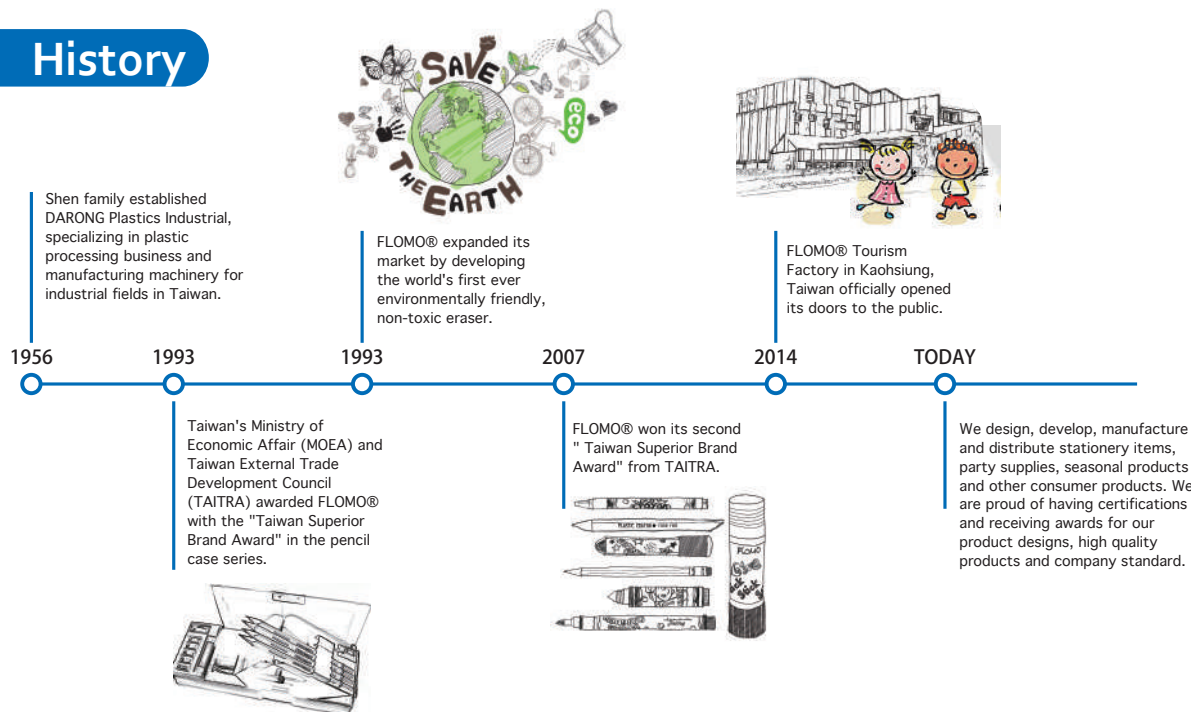 History
SAVE
THE EARTH
eco
Shen family established
DARONG Plastics Industrial,
specializing in plastic
processing business and
manufacturing machinery for
industrial fields in Taiwan.
FLOMO® expanded its
market by developing
the world's first ever
environmentally friendly,
non-toxic eraser.
FLOMO® Tourism
Factory in Kaohsiung,
Taiwan officially opened
its doors to the public.
1956
1993
1993
2007
2014
TODAY
Taiwan's Ministry of
Economic Affair (MOEA) and
Taiwan External Trade
Development Council
(TAITRA) awarded FLOMO®
with the "Taiwan Superior
Brand Award" in the pencil
case series.
FLOMO® won its second
" Taiwan Superior Brand
Award" from TAITRA.
We design, develop, manufacture
and distribute stationery items,
party supplies, seasonal products
and other consumer products. We
are proud of having certifications
and receiving awards for our
product designs, high quality
products and company standard.
PLASTIC CRAYON
FLOMO
Glue
Stick